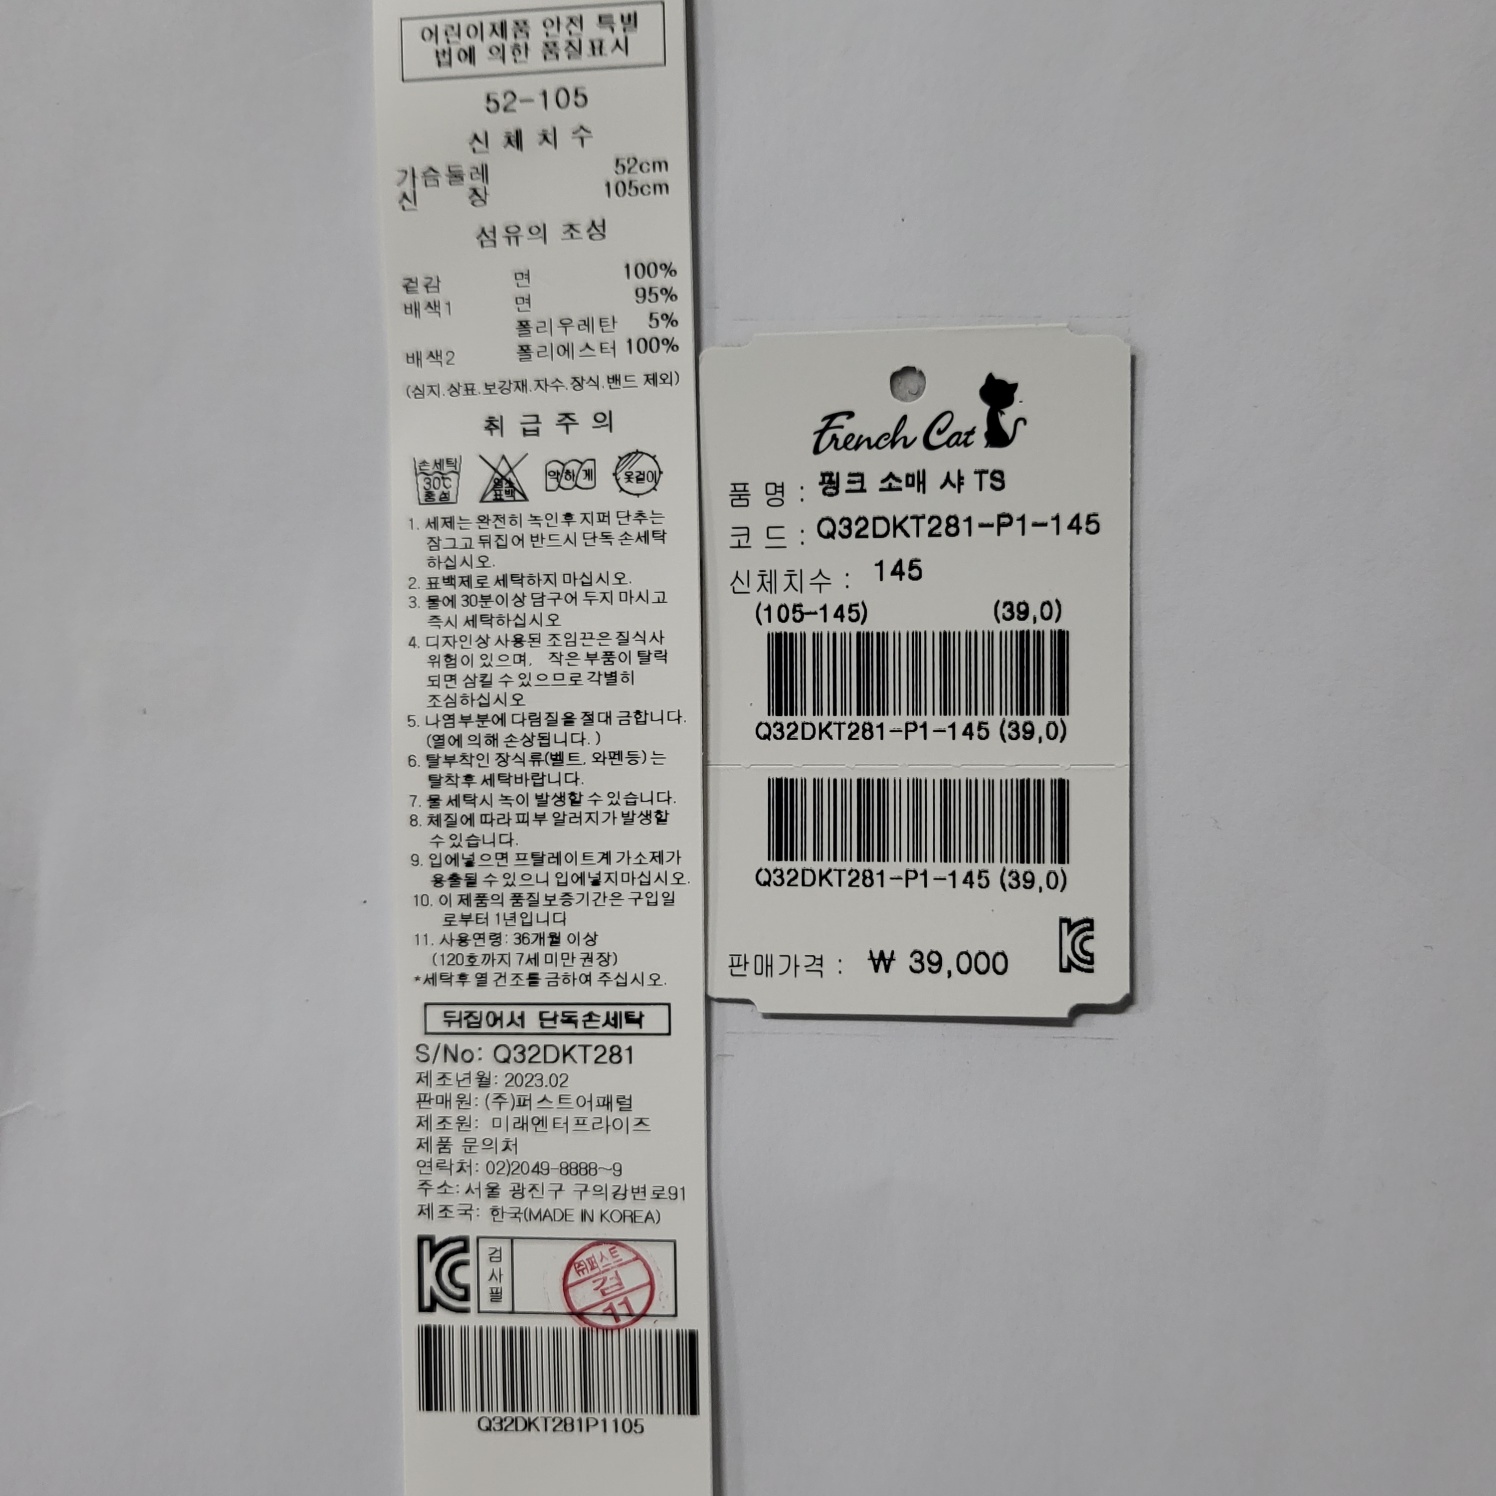 어린이제품 안전 특별
법에 의한 품질표시
52-105
신 체 치 수
가슴둘레 52cm
신 장 105cm
섬유의 조성
겉감 면 100%
배색1 면 95%
폴리우레탄 5%
배색2 폴리에스터 100%
(심지.상표.보강재.자수.장식.밴드 제외)
취 급 주 의
손세탁 30℃ 중성
염소 표백
약하게
옷걸이
1. 세제는 완전히 녹인후 지퍼 단추는
잠그고 뒤집어 반드시 단독 손세탁
하십시오.
2. 표백제로 세탁하지 마십시오.
3. 물에 30분이상 담구어 두지 마시고
즉시 세탁하십시오
4. 디자인상 사용된 조임끈은 질식사
위험이 있으며, 작은 부품이 탈락
되면 삼킬 수 있으므로 각별히
조심하십시오
5. 나염부분에 다림질을 절대 금합니다.
(열에 의해 손상됩니다. )
6. 탈부착인 장식류(벨트, 와펜등) 는
탈착후 세탁바랍니다.
7. 물 세탁시 녹이 발생할 수 있습니다.
8. 체질에 따라 피부 알러지가 발생할
수 있습니다.
9. 입에넣으면 프탈레이트계 가소제가
용출될 수 있으니 입에넣지마십시오.
10. 이 제품의 품질보증기간은 구입일
로부터 1년입니다
11. 사용연령: 36개월 이상
(120호까지 7세 미만 권장)
*세탁후 열 건조를 금하여 주십시오.
뒤집어서 단독손세탁
S/No: Q32DKT281
제조년월: 2023.02
판매원: (주)퍼스트어패럴
제조원: 미래엔터프라이즈
제품 문의처
연락처: 02)2049-8888~9
주소: 서울 광진구 구의강변로91
제조국: 한국(MADE IN KOREA)
검사필
㈜퍼스트
검
11
Q32DKT281P1105
French Cat
품 명 : 핑크 소매 샤 TS
코 드 : Q32DKT281-P1-145
신체치수 : 145
(105-145) (39,0)
Q32DKT281-P1-145 (39,0)
Q32DKT281-P1-145 (39,0)
판매가격 : ₩ 39,000